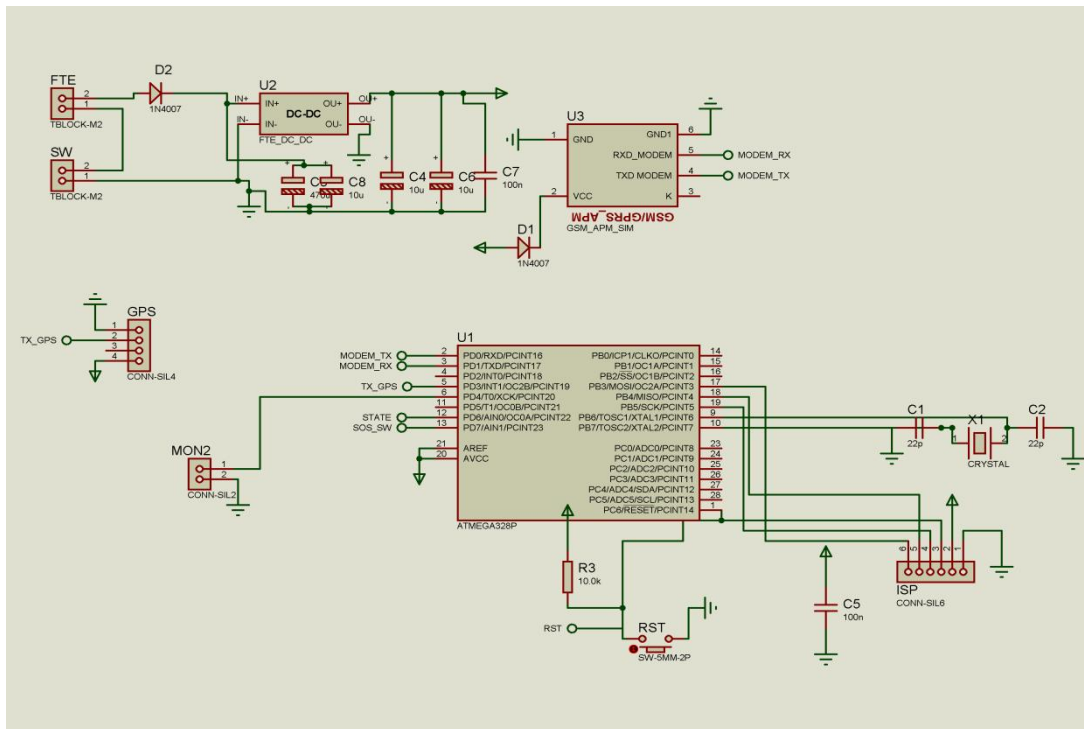 FTE
2
1
TBLOCK-M2
SW
2
1
TBLOCK-M2
D2
1N4007
U2
IN+
IN+
OU+
OU+
DC-DC
IN-
IN-
OU-
OU-
FTE_DC_DC
470u
C8
10u
C4
10u
C6
10u
C7
100n
U3
1
GND
GND1
6
RXD_MODEM
5
MODEM_RX
TXD MODEM
4
MODEM_TX
2
VCC
K
3
GSM/GPRS_APM
GSM_APM_SIM
D1
1N4007
GPS
TX_GPS
1
2
3
4
CONN-SIL4
MON2
1
2
CONN-SIL2
U1
MODEM_TX
2
PD0/RXD/PCINT16
MODEM_RX
3
PD1/TXD/PCINT17
4
PD2/INT0/PCINT18
TX_GPS
5
PD3/INT1/OC2B/PCINT19
6
PD4/T0/XCK/PCINT20
11
PD5/T1/OC0B/PCINT21
STATE
12
PD6/AIN0/OC0A/PCINT22
SOS_SW
13
PD7/AIN1/PCINT23
21
AREF
20
AVCC
PB0/ICP1/CLKO/PCINT0
14
PB1/OC1A/PCINT1
15
PB2/SS/OC1B/PCINT2
16
PB3/MOSI/OC2A/PCINT3
17
PB4/MISO/PCINT4
18
PB5/SCK/PCINT5
19
PB6/TOSC1/XTAL1/PCINT6
9
PB7/TOSC2/XTAL2/PCINT7
10
PC0/ADC0/PCINT8
23
PC1/ADC1/PCINT9
24
PC2/ADC2/PCINT10
25
PC3/ADC3/PCINT11
26
PC4/ADC4/SDA/PCINT12
27
PC5/ADC5/SCL/PCINT13
28
PC6/RESET/PCINT14
1
ATMEGA328P
C1
22p
X1
1
2
CRYSTAL
C2
22p
R3
10.0k
RST
RST
SW-5MM-2P
C5
100n
6
5
4
3
2
1
ISP
CONN-SIL6